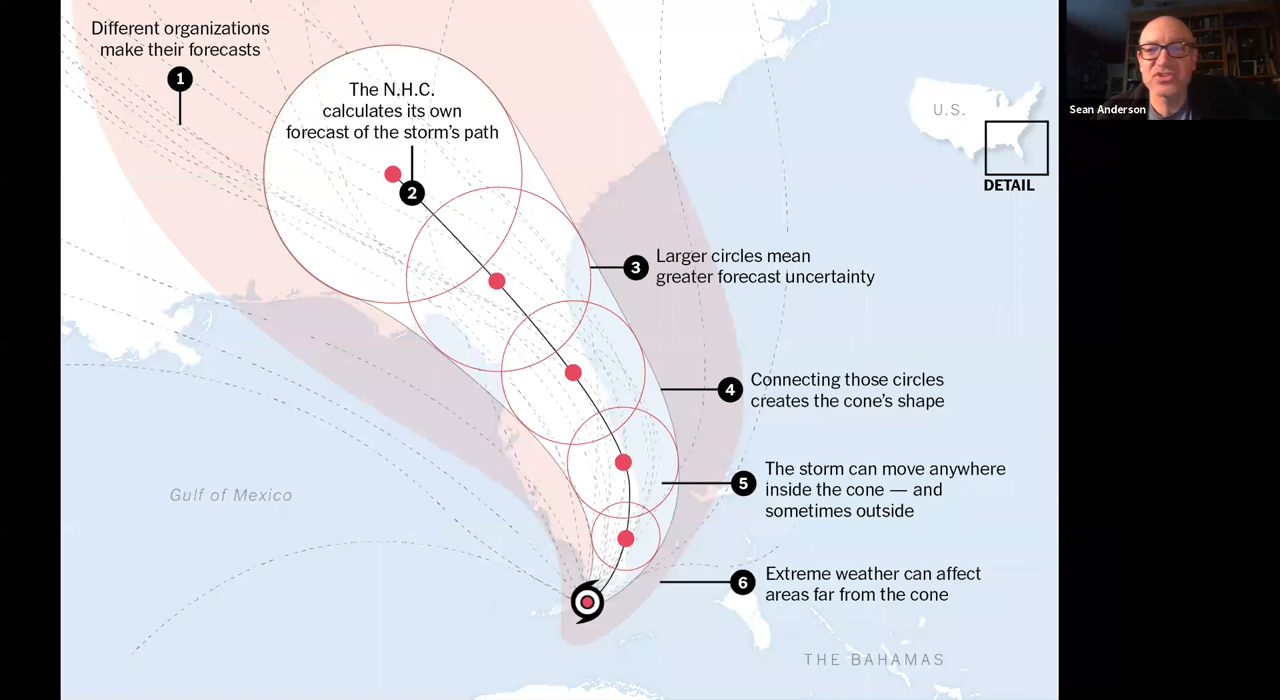 Different organizations
make their forecasts
1
The N.H.C.
calculates its own
forecast of the storm's path
2
3
Larger circles mean
greater forecast uncertainty
4
Connecting those circles
creates the cone's shape
5
The storm can move anywhere
inside the cone — and
sometimes outside
6
Extreme weather can affect
areas far from the cone
Gulf of Mexico
THE BAHAMAS
U.S.
DETAIL
Sean Anderson